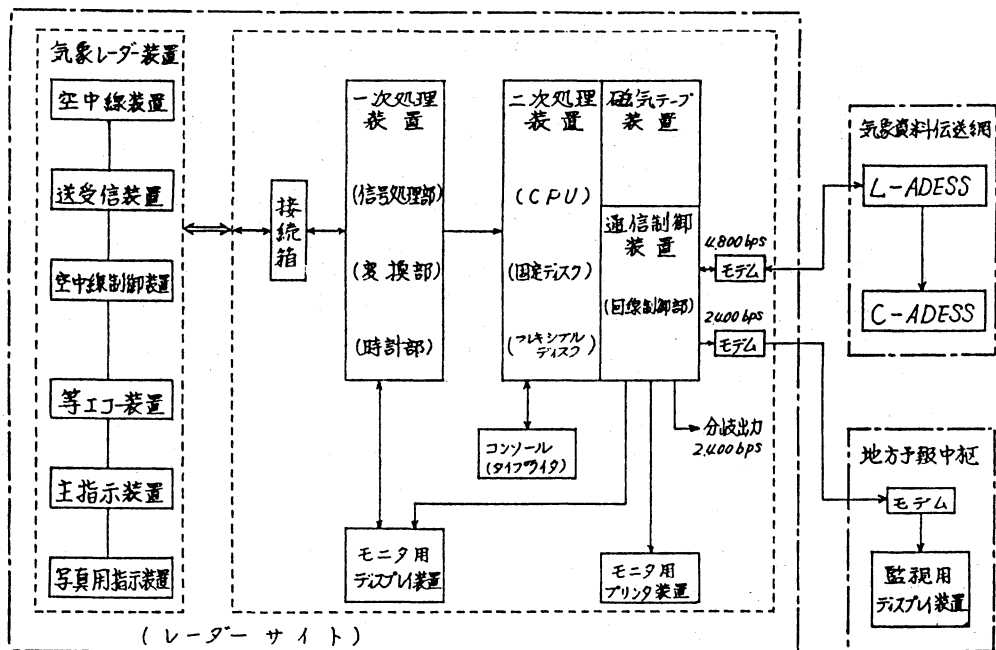 気象レーダー装置
空中線装置
送受信装置
空中線制御装置
等エコー装置
主指示装置
写真用指示装置
接続箱
一次処理
装置
(信号処理部)
(変換部)
(時計部)
二次処理
装置
(CPU)
(固定ディスク)
(フレキシブル
ディスク)
磁気テープ
装置
通信制御
装置
(回線制御部)
4,800bps
モデム
2400bps
モデム
分岐出力
2,400bps
コンソール
(タイプライタ)
モニタ用
ディスプレイ装置
モニタ用
プリンタ装置
(レーダーサイト)
気象資料伝送網
L-ADESS
C-ADESS
地方予報中枢
モデム
監視用
ディスプレイ装置